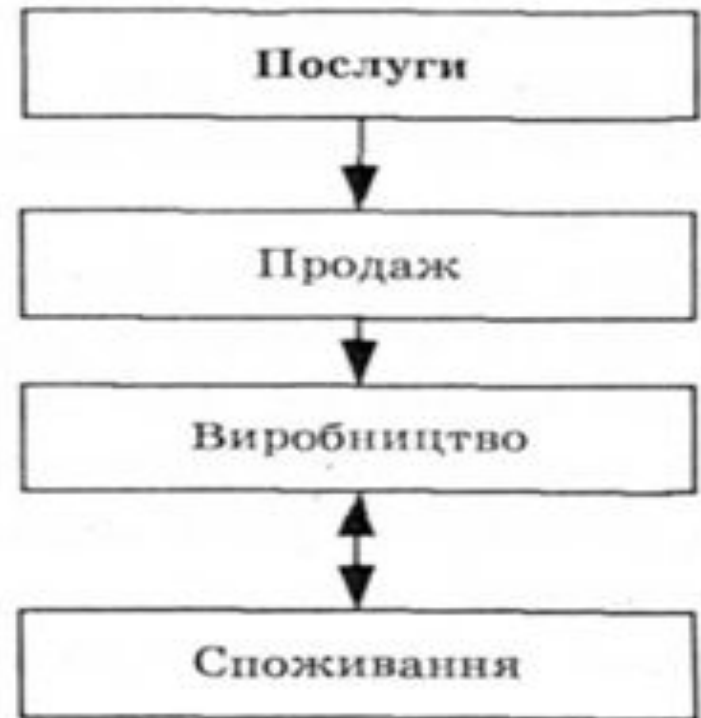 Послуги
Продаж
Виробництво
Споживання